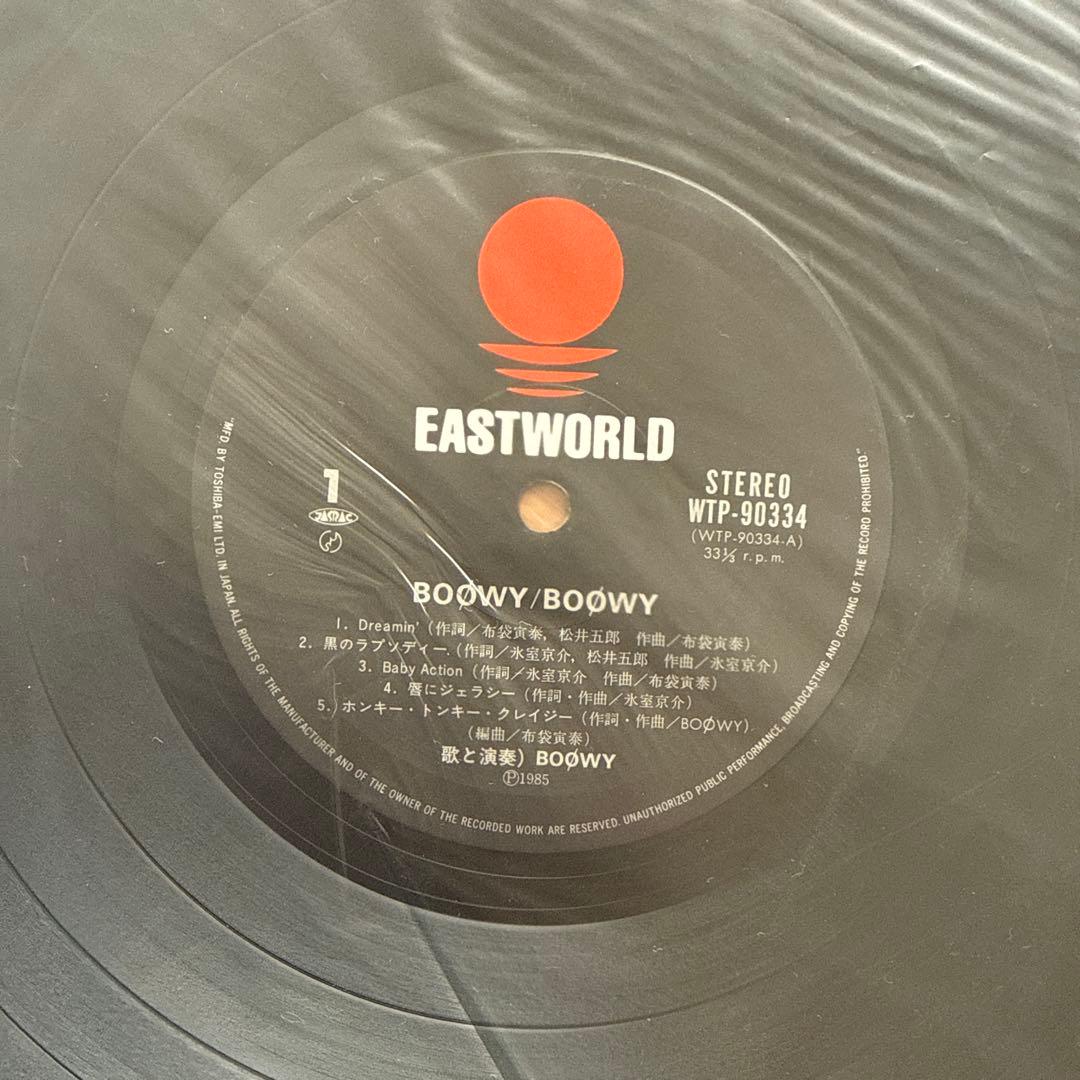 EASTWORLD
1
JASRAC
STEREO
WTP-90334
(WTP-90334-A)
33⅓ r.p.m.
BOØWY/BOØWY
1. Dreamin' (作詞／布袋寅泰, 松井五郎 作曲／布袋寅泰)
2. 黒のラプソディー (作詞／氷室京介, 松井五郎 作曲／氷室京介)
3. Baby Action (作詞／氷室京介 作曲／布袋寅泰)
4. 唇にジェラシー (作詞・作曲／氷室京介)
5. ホンキー・トンキー・クレイジー (作詞・作曲／BOØWY)
(編曲／布袋寅泰)
歌と演奏) BOØWY
Ⓟ1985
"MFD. BY TOSHIBA-EMI LTD. IN JAPAN. ALL RIGHTS OF THE MANUFACTURER AND OF THE OWNER OF THE RECORDED WORK ARE RESERVED. UNAUTHORIZED PUBLIC PERFORMANCE, BROADCASTING AND COPYING OF THE RECORD PROHIBITED."